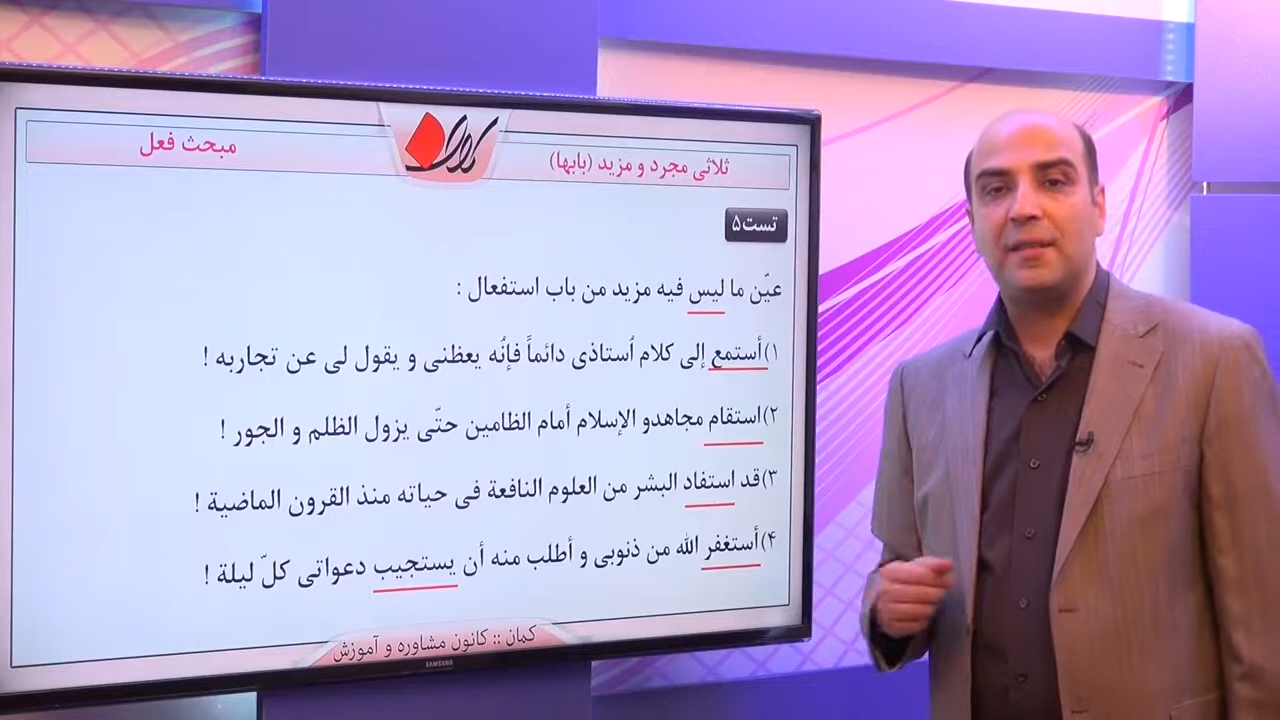 مبحث فعل
ثلاثی مجرد و مزید (بابها)
تست ۵
عیّن ما لیس فیه مزید من باب استفعال :
۱) أستمع إلی کلام اُستاذی دائماً فإنُه یعظنی و یقول لی عن تجاربه !
۲) استقام مجاهدو الإسلام أمام الظامین حتّی یزول الظلم و الجور !
۳) قد استفاد البشر من العلوم النافعة فی حیاته منذ القرون الماضیة !
۴) أستغفر الله من ذنوبی و أطلب منه أن یستجیب دعواتی کلّ لیلة !
کمان :: کانون مشاوره و آموزش
SAMSUNG